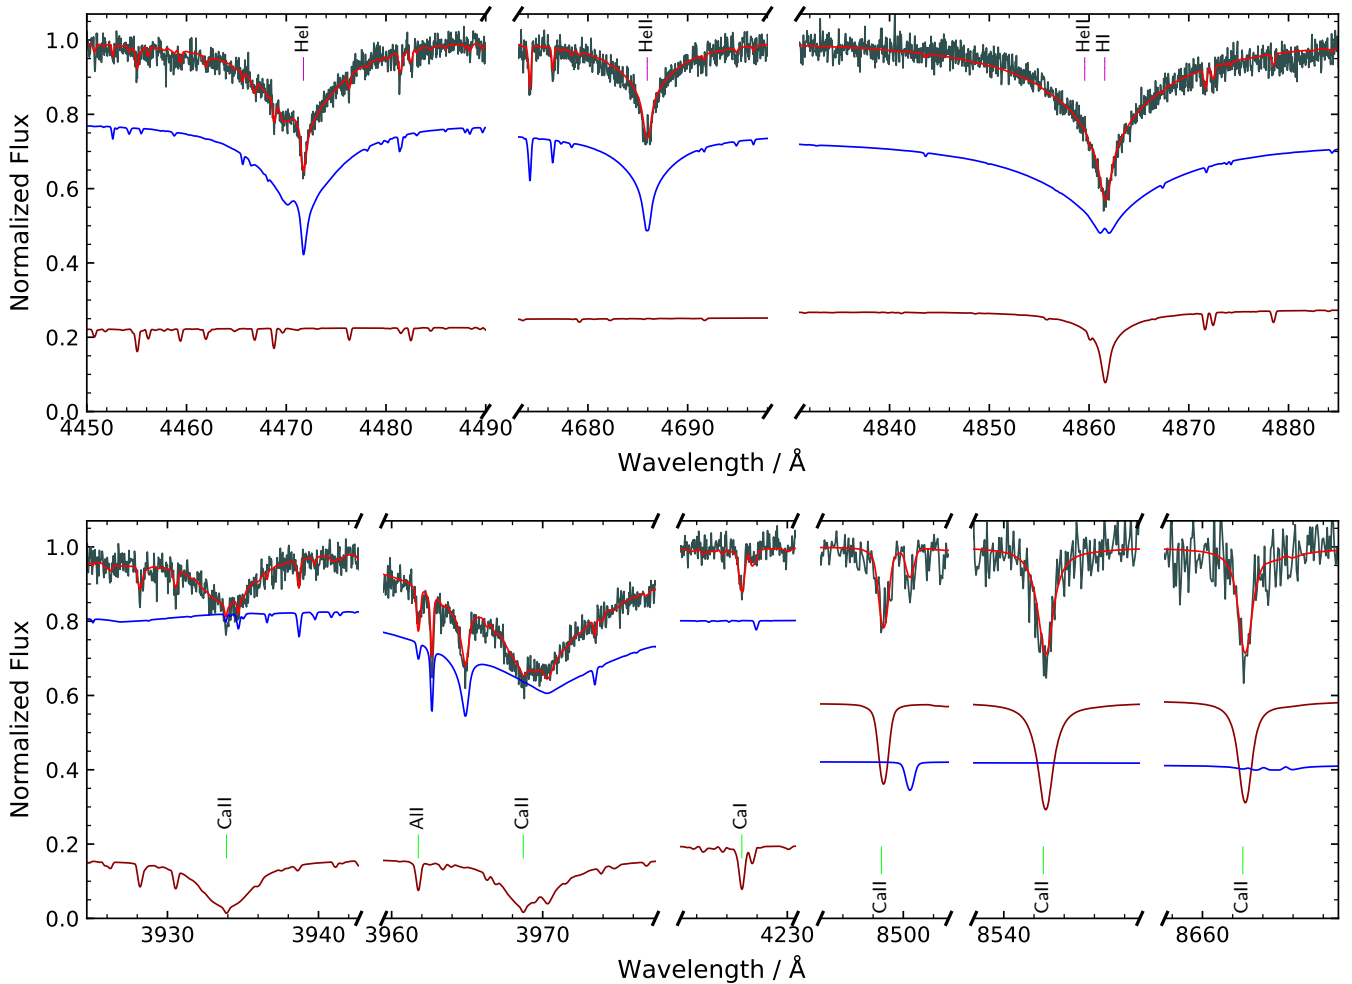 HeI
HeII
HeII
HI
1.0
0.8
0.6
0.4
0.2
0.0
Normalized Flux
4450 4460 4470 4480 4490 4680 4690 4840 4850 4860 4870 4880
Wavelength / Å
1.0
0.8
0.6
0.4
0.2
0.0
Normalized Flux
CaII
AlI
CaII
CaI
CaII
CaII
CaII
3930 3940 3960 3970 4230 8500 8540 8660
Wavelength / Å